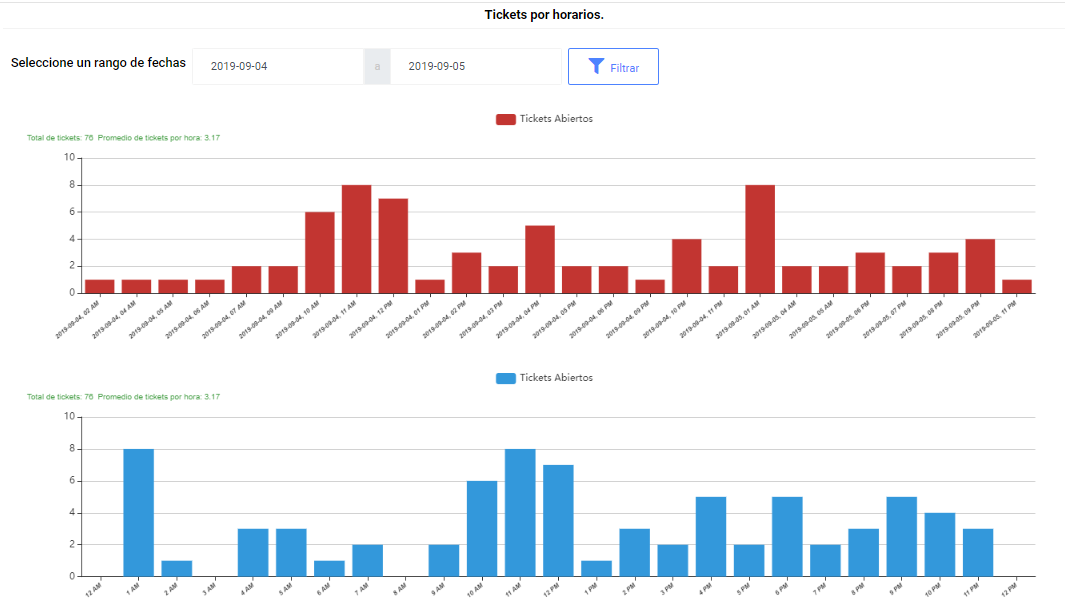 Tickets por horarios.
Seleccione un rango de fechas 2019-09-04 a 2019-09-05 Filtrar
Tickets Abiertos
Total de tickets: 76 Promedio de tickets por hora: 3.17
10
8
6
4
2
0
2019-09-04, 02 AM 2019-09-04, 04 AM 2019-09-04, 05 AM 2019-09-04, 06 AM 2019-09-04, 07 AM 2019-09-04, 09 AM 2019-09-04, 10 AM 2019-09-04, 11 AM 2019-09-04, 12 PM 2019-09-04, 01 PM 2019-09-04, 02 PM 2019-09-04, 03 PM 2019-09-04, 04 PM 2019-09-04, 05 PM 2019-09-04, 06 PM 2019-09-04, 09 PM 2019-09-04, 10 PM 2019-09-04, 11 PM 2019-09-05, 01 AM 2019-09-05, 04 AM 2019-09-05, 05 AM 2019-09-05, 06 PM 2019-09-05, 07 PM 2019-09-05, 08 PM 2019-09-05, 09 PM 2019-09-05, 11 PM
Tickets Abiertos
Total de tickets: 76 Promedio de tickets por hora: 3.17
10
8
6
4
2
0
12 AM 1 AM 2 AM 3 AM 4 AM 5 AM 6 AM 7 AM 8 AM 9 AM 10 AM 11 AM 12 PM 1 PM 2 PM 3 PM 4 PM 5 PM 6 PM 7 PM 8 PM 9 PM 10 PM 11 PM 12 PM